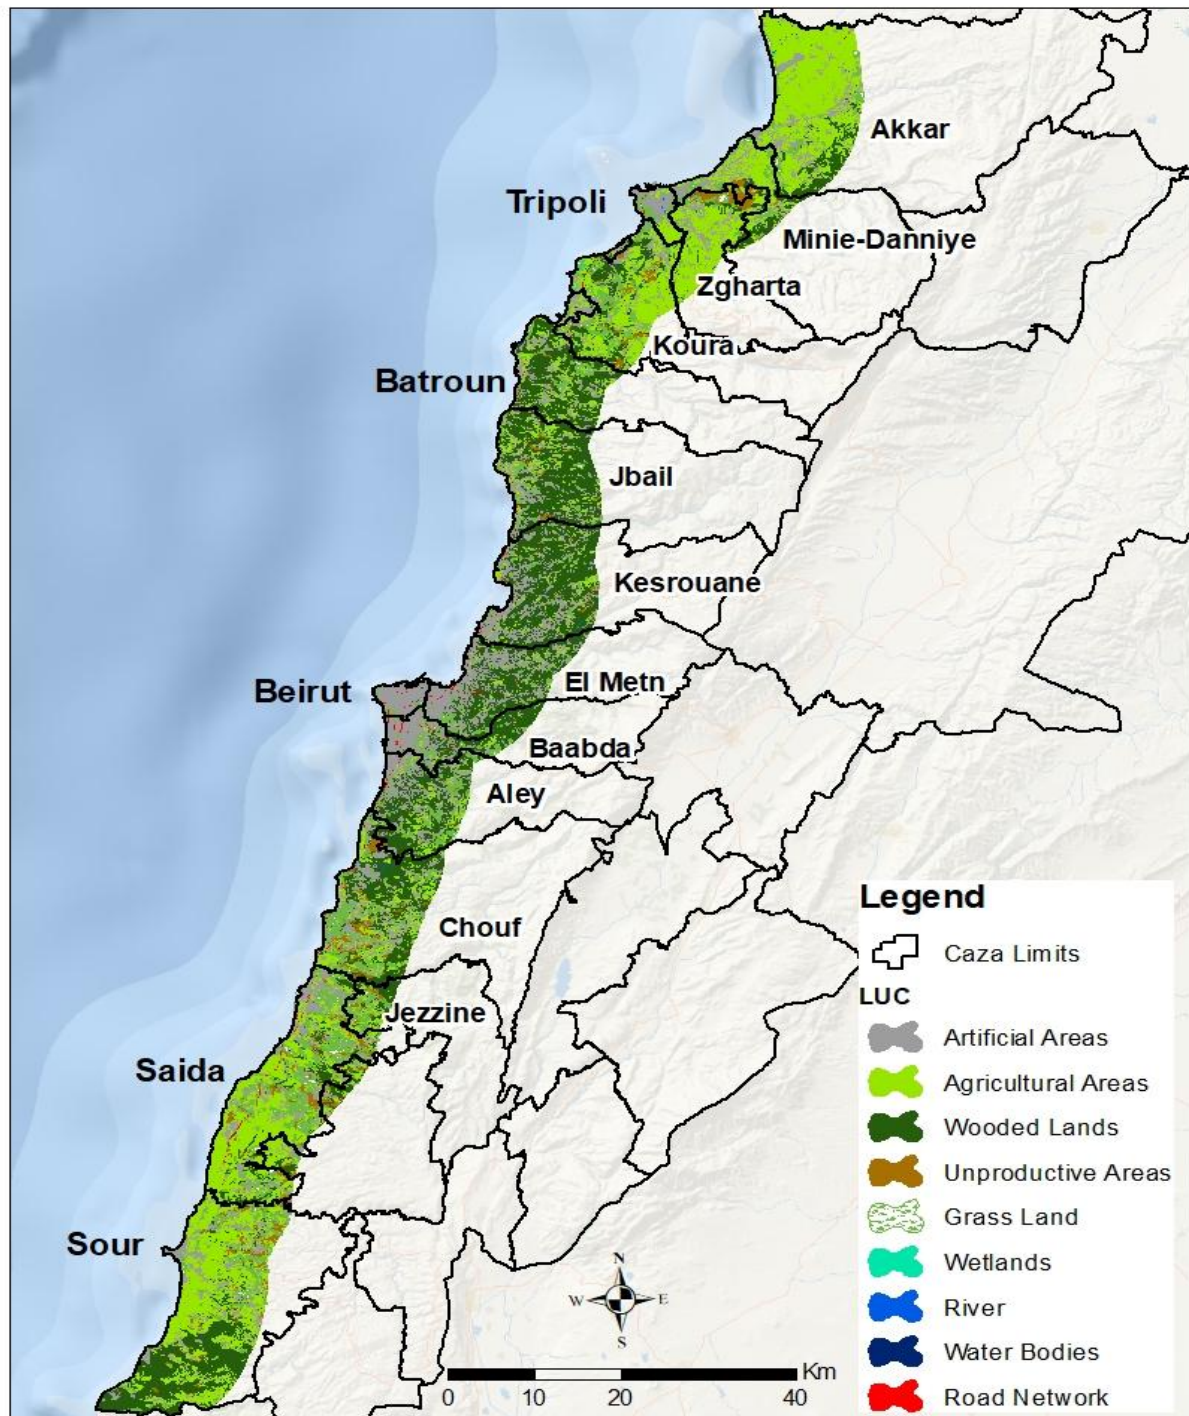 Akkar
Tripoli
Minie-Danniye
Zgharta
Koura
Batroun
Jbail
Kesrouane
Beirut
El Metn
Baabda
Aley
Chouf
Jezzine
Saida
Sour
Legend
Caza Limits
LUC
Artificial Areas
Agricultural Areas
Wooded Lands
Unproductive Areas
Grass Land
Wetlands
River
Water Bodies
Road Network
N
W E
S
Km
0 10 20 40